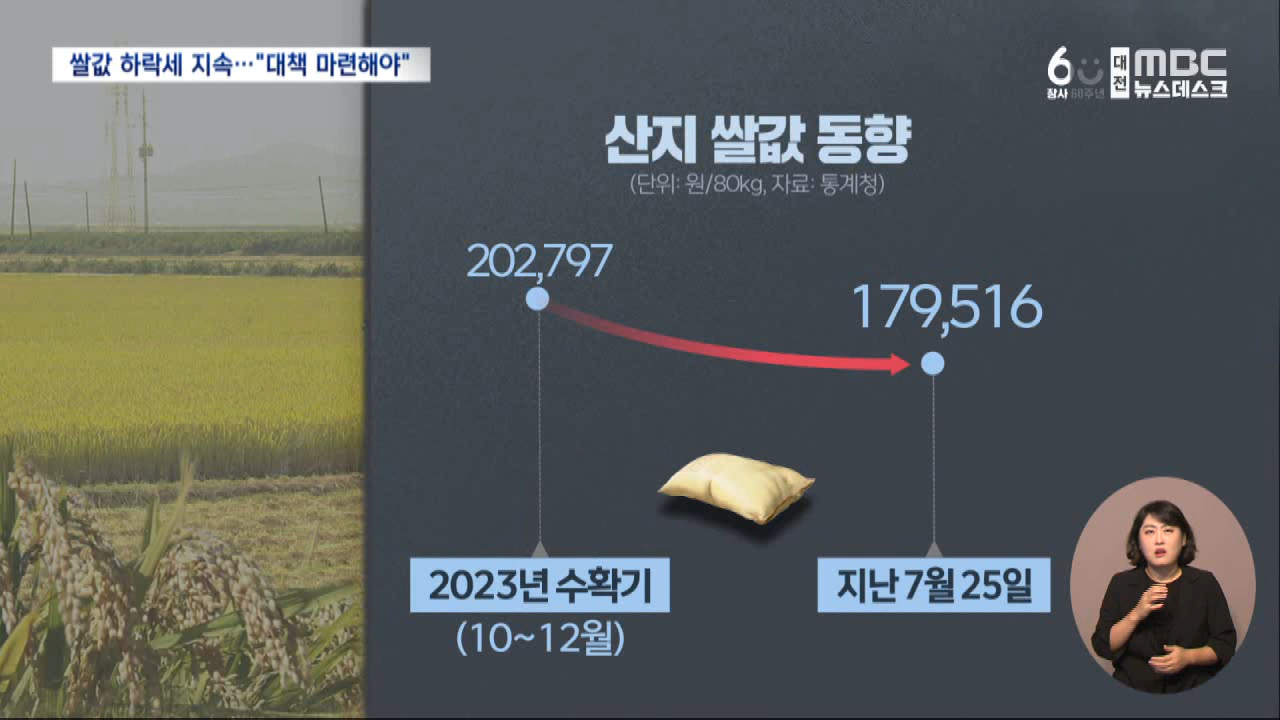 쌀값 하락세 지속…"대책 마련해야"
60
창사 60주년
대전 MBC
뉴스데스크
산지 쌀값 동향
(단위: 원/80kg, 자료: 통계청)
202,797
179,516
2023년 수확기
(10~12월)
지난 7월 25일